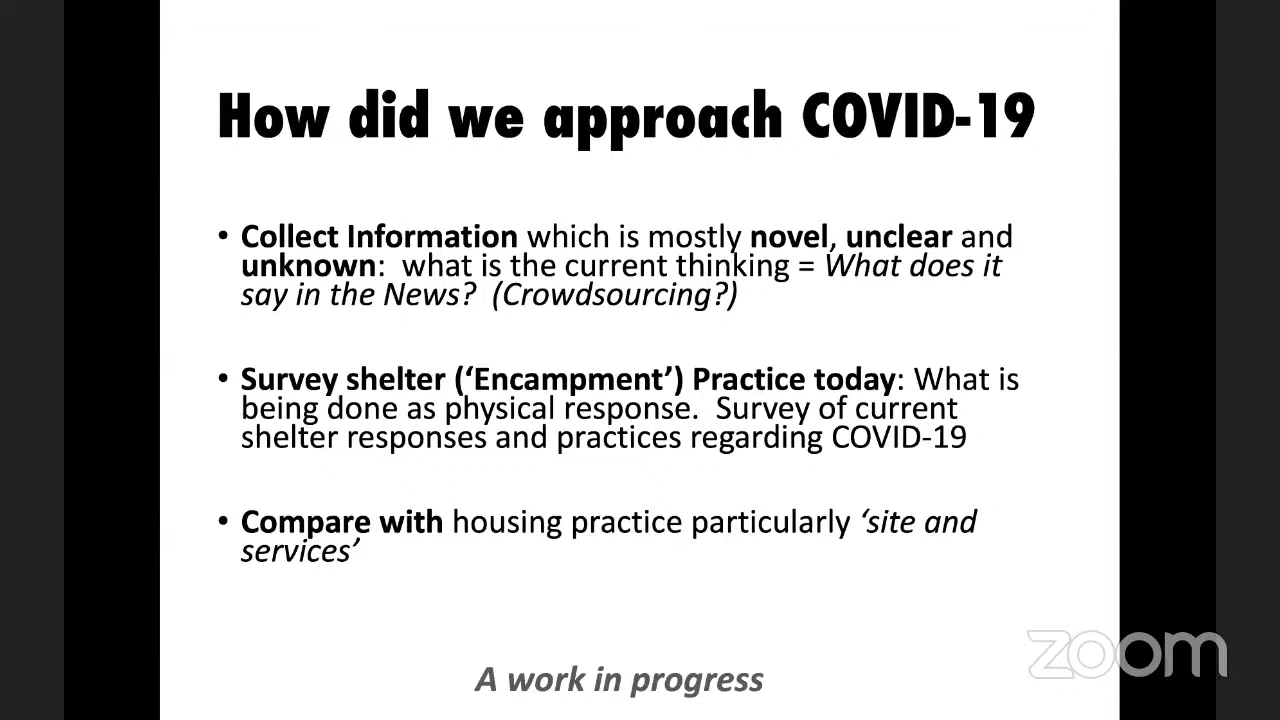 How did we approach COVID-19
• Collect Information which is mostly novel, unclear and
unknown:  what is the current thinking = What does it
say in the News?  (Crowdsourcing?)
• Survey shelter (‘Encampment’) Practice today: What is
being done as physical response.  Survey of current
shelter responses and practices regarding COVID-19
• Compare with housing practice particularly ‘site and
services’
zoom
A work in progress